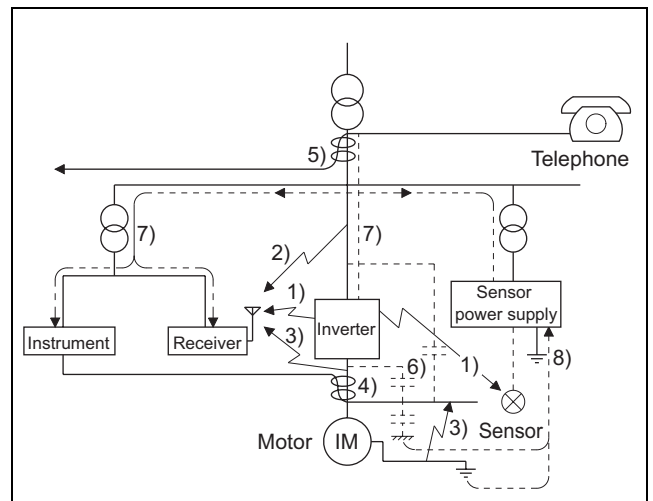 5)
Telephone
7)
7)
2)
1)
Sensor
power supply
Instrument
Receiver
3)
Inverter
6)
1)
8)
4)
3)
Sensor
Motor
IM